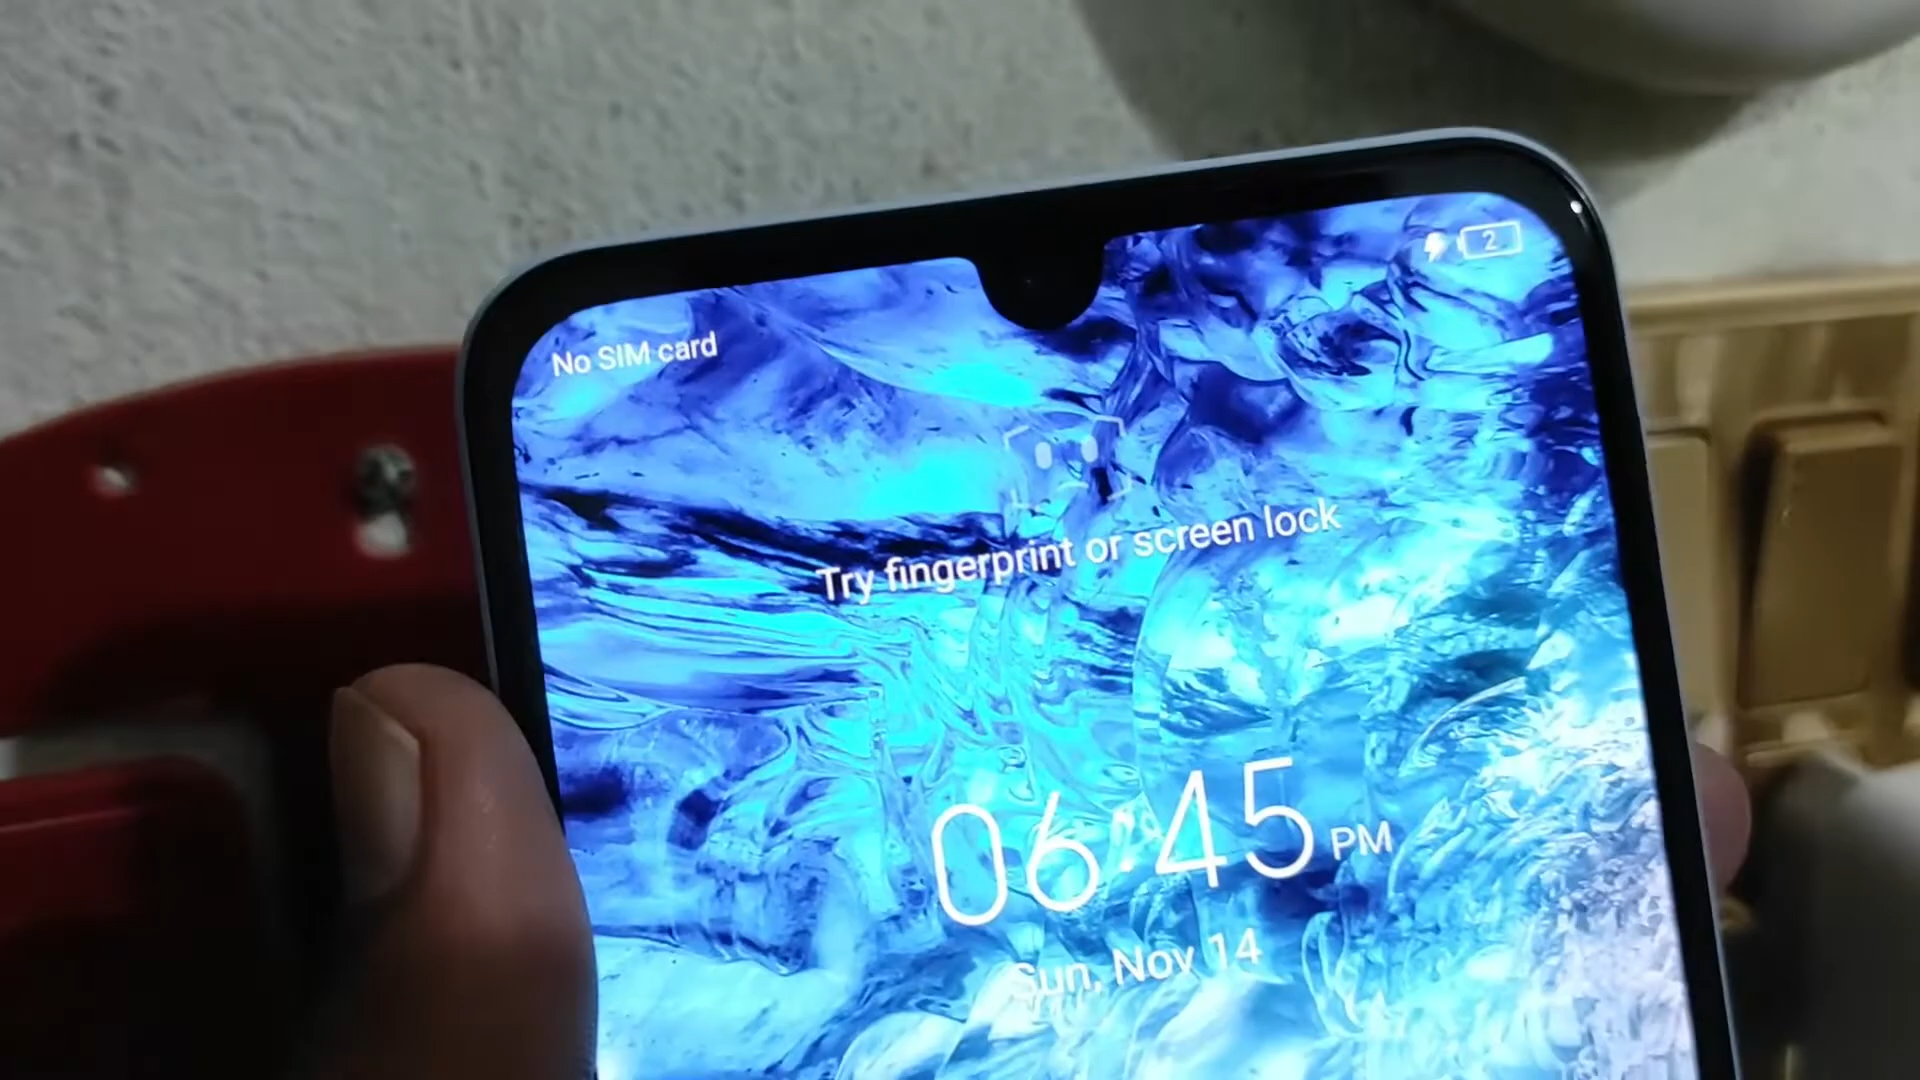 2
No SIM card
Try fingerprint or screen lock
06:45 PM
Sun, Nov 14